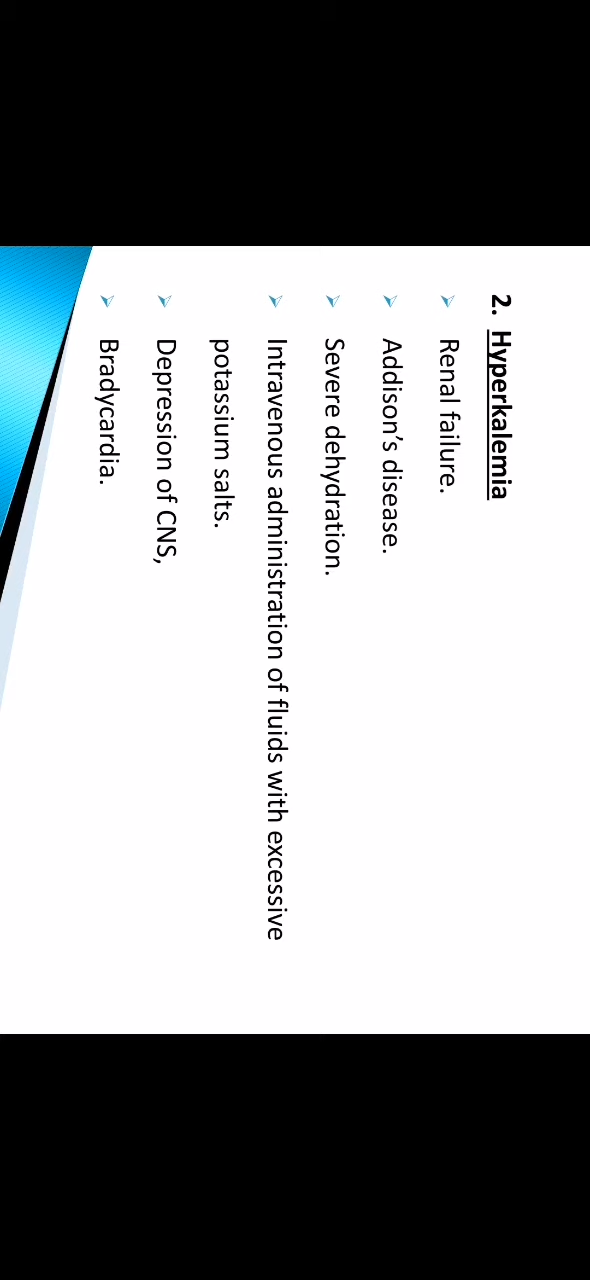 2. Hyperkalemia
Renal failure.
Addison's disease.
Severe dehydration.
Intravenous administration of fluids with excessive
potassium salts.
Depression of CNS,
Bradycardia.